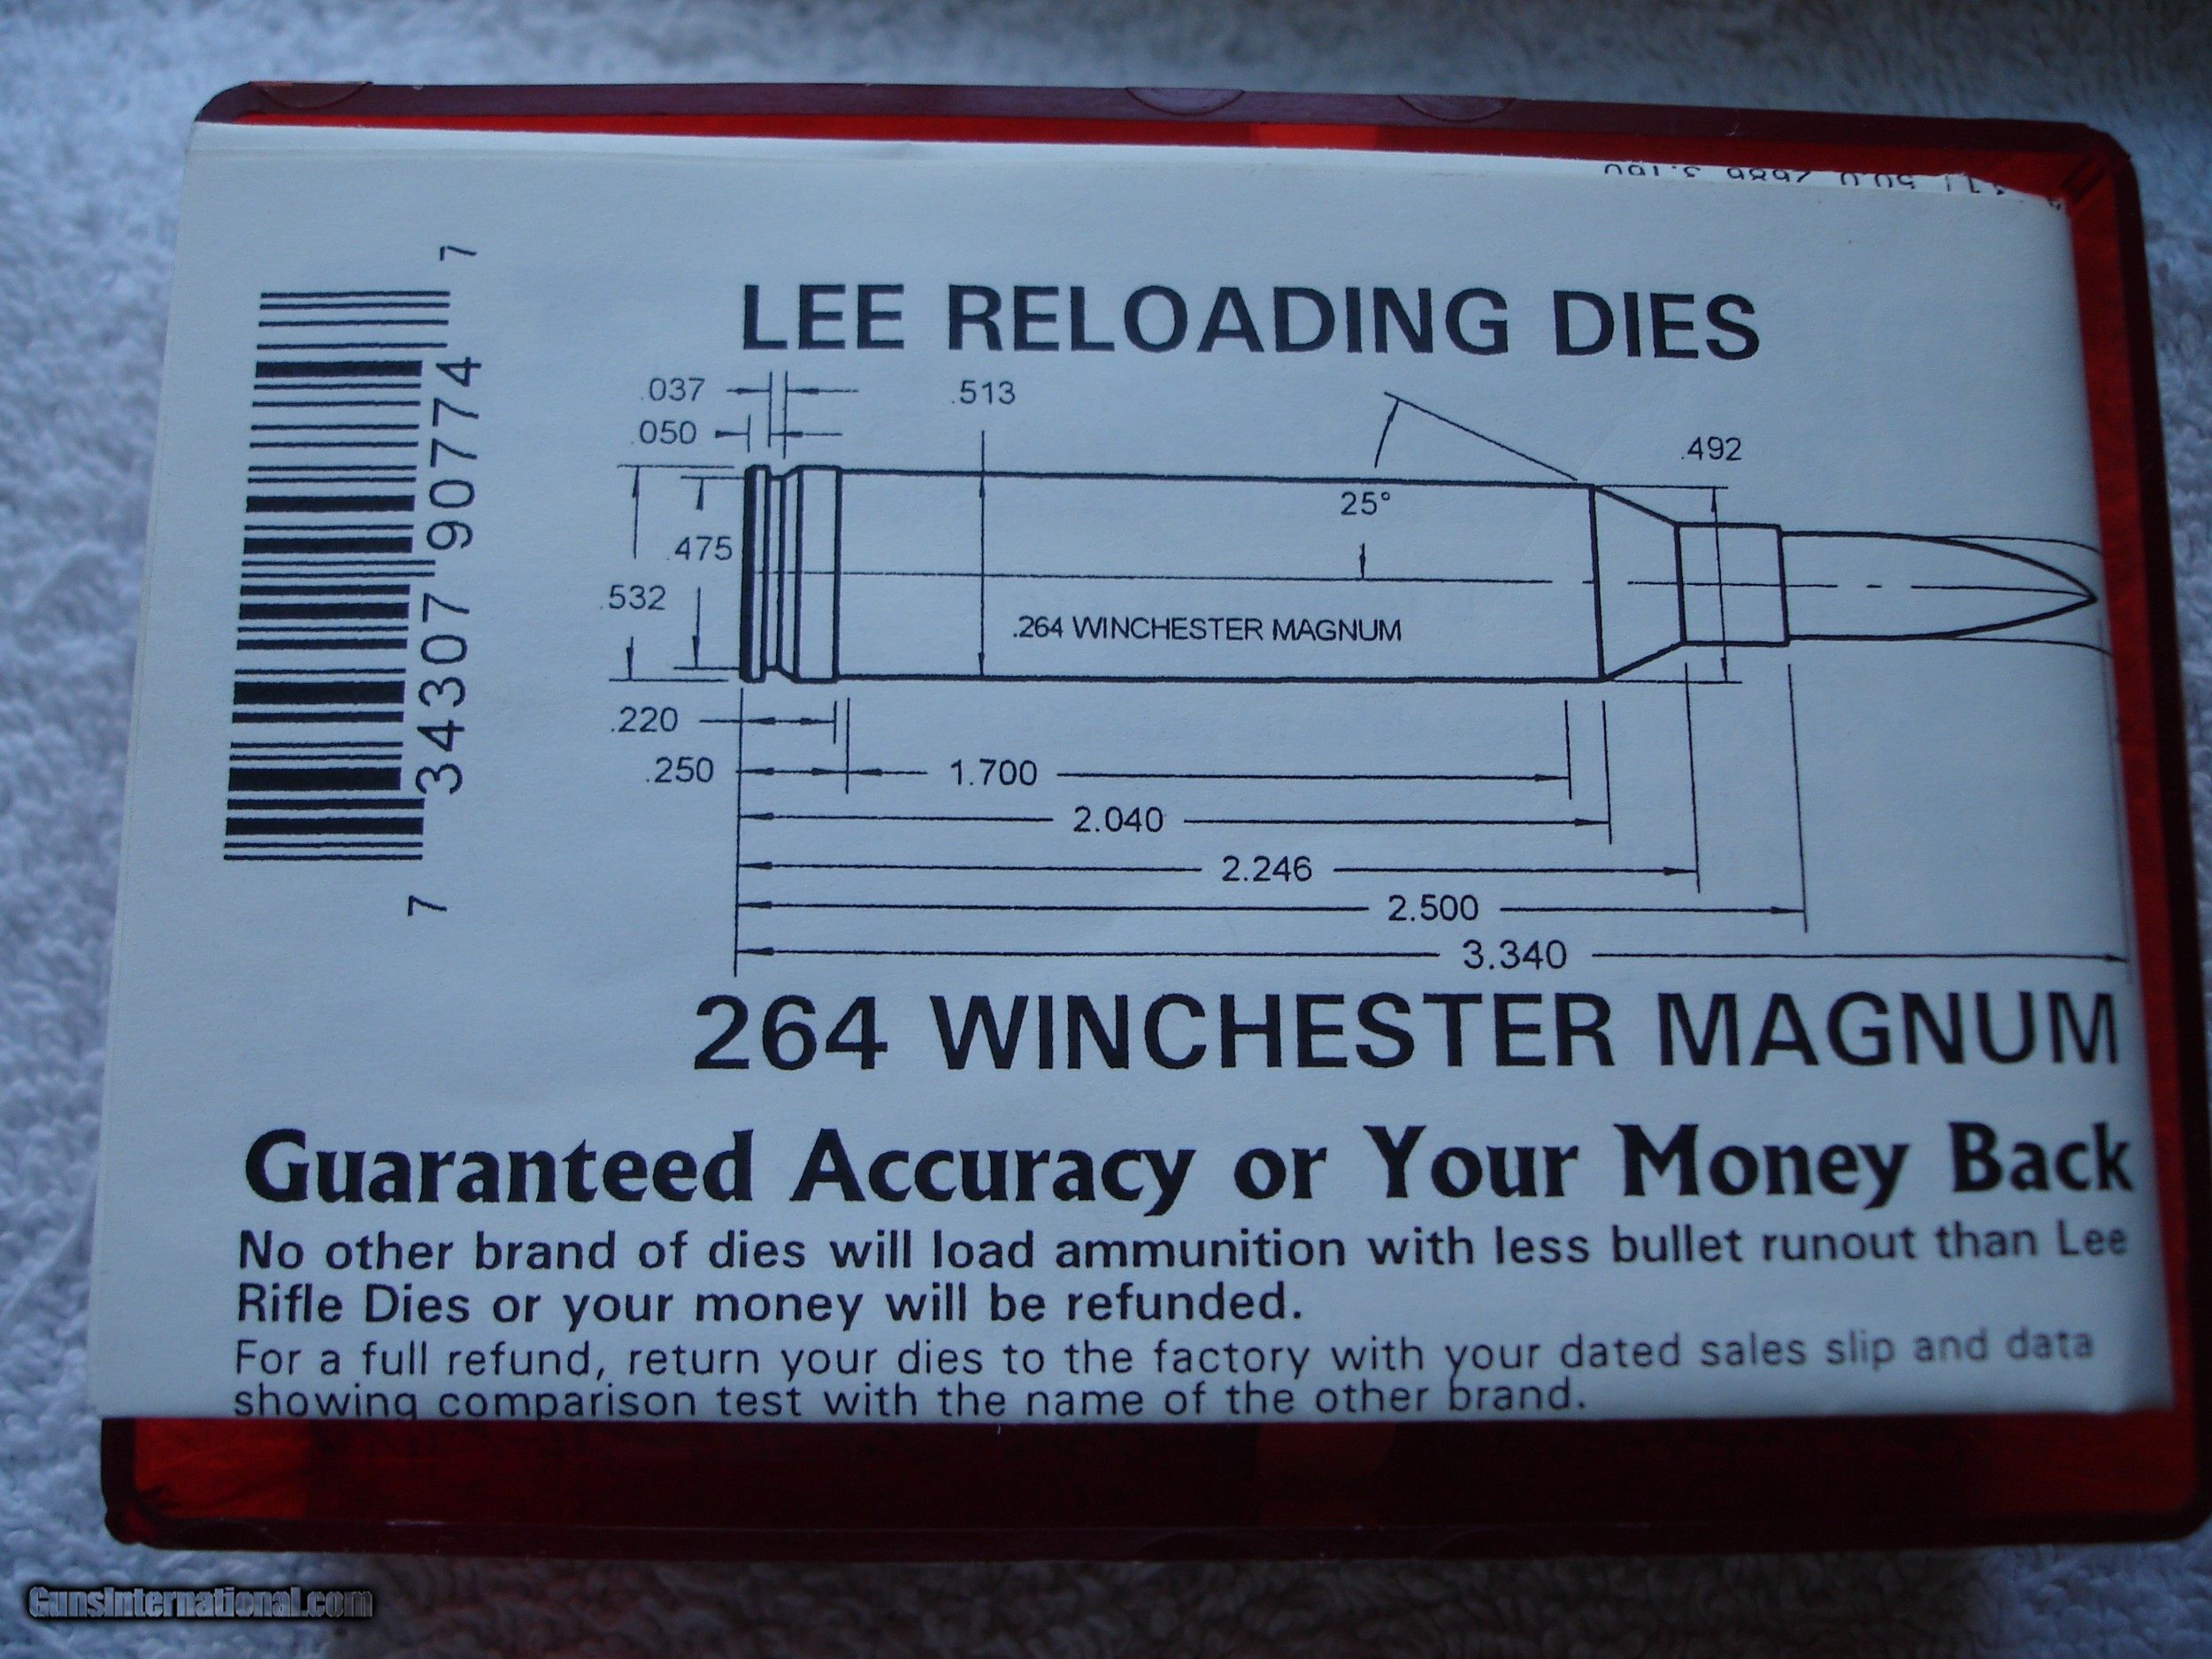 LEE RELOADING DIES
.037
.513
.050
.492
25°
.475
.532
.264 WINCHESTER MAGNUM
.220
.250
1.700
2.040
2.246
2.500
3.340
7 34307 90774 7
264 WINCHESTER MAGNUM
Guaranteed Accuracy or Your Money Back
No other brand of dies will load ammunition with less bullet runout than Lee
Rifle Dies or your money will be refunded.
For a full refund, return your dies to the factory with your dated sales slip and data
showing comparison test with the name of the other brand.
GunsInternational.com